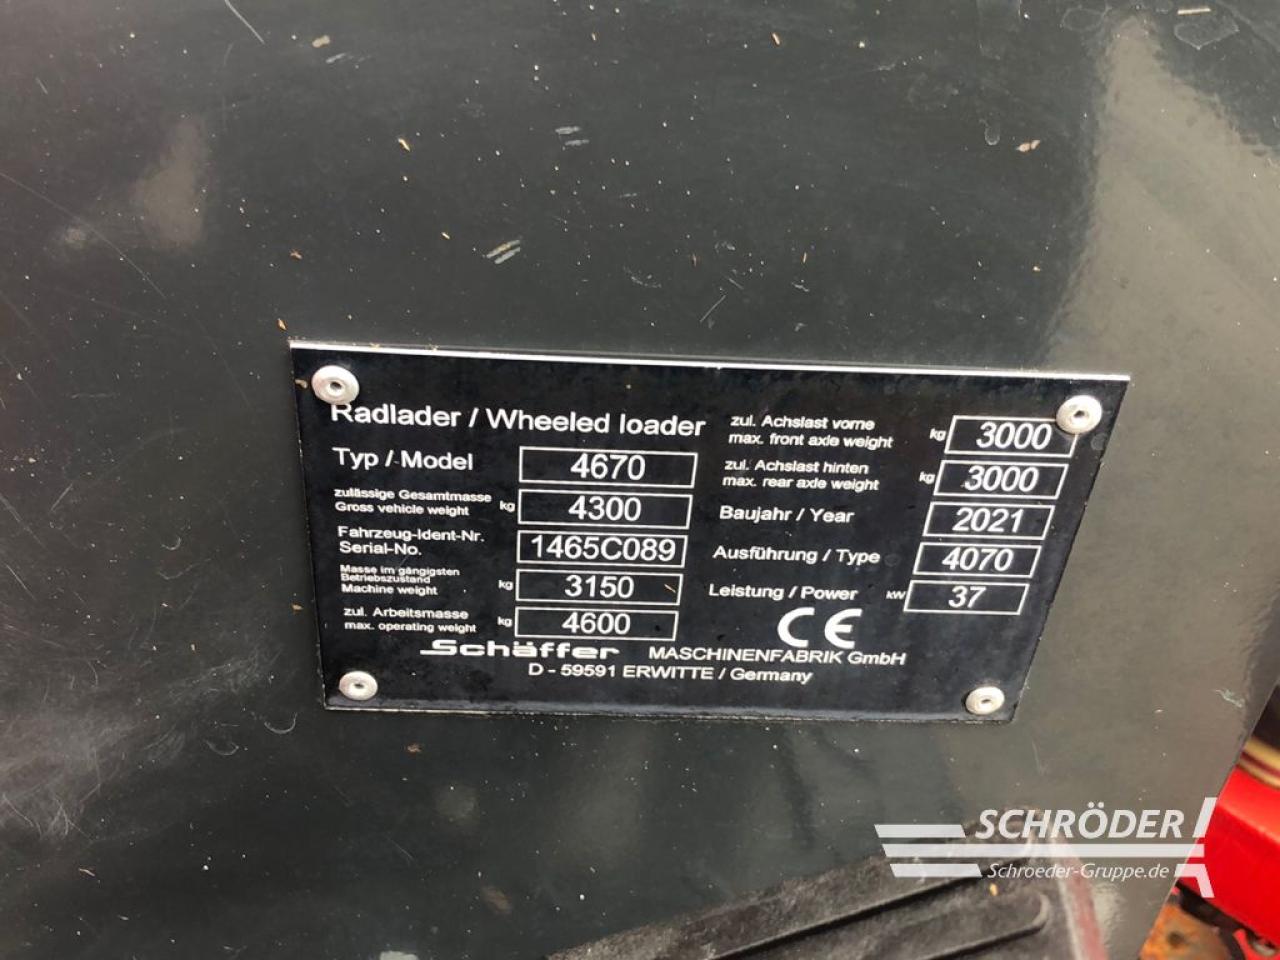 Radlader / Wheeled loader
Typ / Model 4670
zulässige Gesamtmasse
Gross vehicle weight kg 4300
Fahrzeug-Ident-Nr.
Serial-No. 1465C089
Masse im gängigsten
Betriebszustand
Machine weight kg 3150
zul. Arbeitsmasse
max. operating weight kg 4600
zul. Achslast vorne
max. front axle weight kg 3000
zul. Achslast hinten
max. rear axle weight kg 3000
Baujahr / Year 2021
Ausführung / Type 4070
Leistung / Power kW 37
CE
Schäffer MASCHINENFABRIK GmbH
D - 59591 ERWITTE / Germany
SCHRÖDER
Schroeder-Gruppe.de